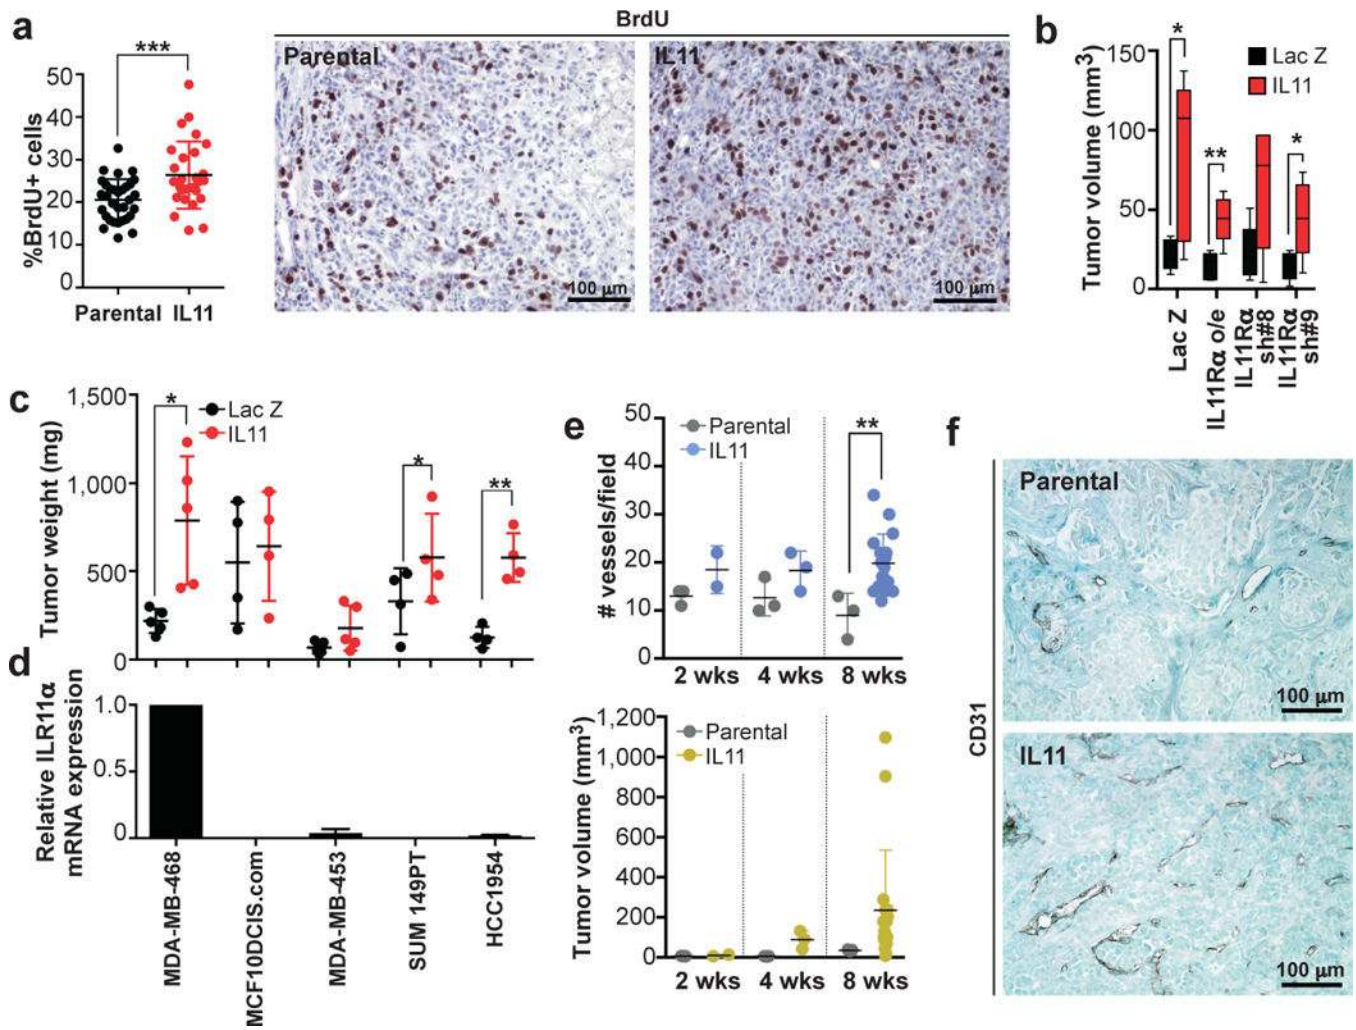 a
***
%BrdU+ cells
50
40
30
20
10
0
Parental
IL11
BrdU
Parental
100 µm
IL11
100 µm
b
Tumor volume (mm3)
150
100
50
0
Lac Z
IL11
*
**
*
Lac Z
IL11Rα o/e
IL11Rα
sh#8
IL11Rα
sh#9
c
Tumor weight (mg)
1,500
1,000
500
0
Lac Z
IL11
*
*
**
d
Relative ILR11α
mRNA expression
1.0
0.5
0
MDA-MB-468
MCF10DCIS.com
MDA-MB-453
SUM 149PT
HCC1954
e
# vessels/field
50
40
30
20
10
0
Parental
IL11
**
2 wks
4 wks
8 wks
Tumor volume (mm3)
1,200
1,000
800
600
400
200
0
Parental
IL11
2 wks
4 wks
8 wks
f
CD31
Parental
100 µm
IL11
100 µm